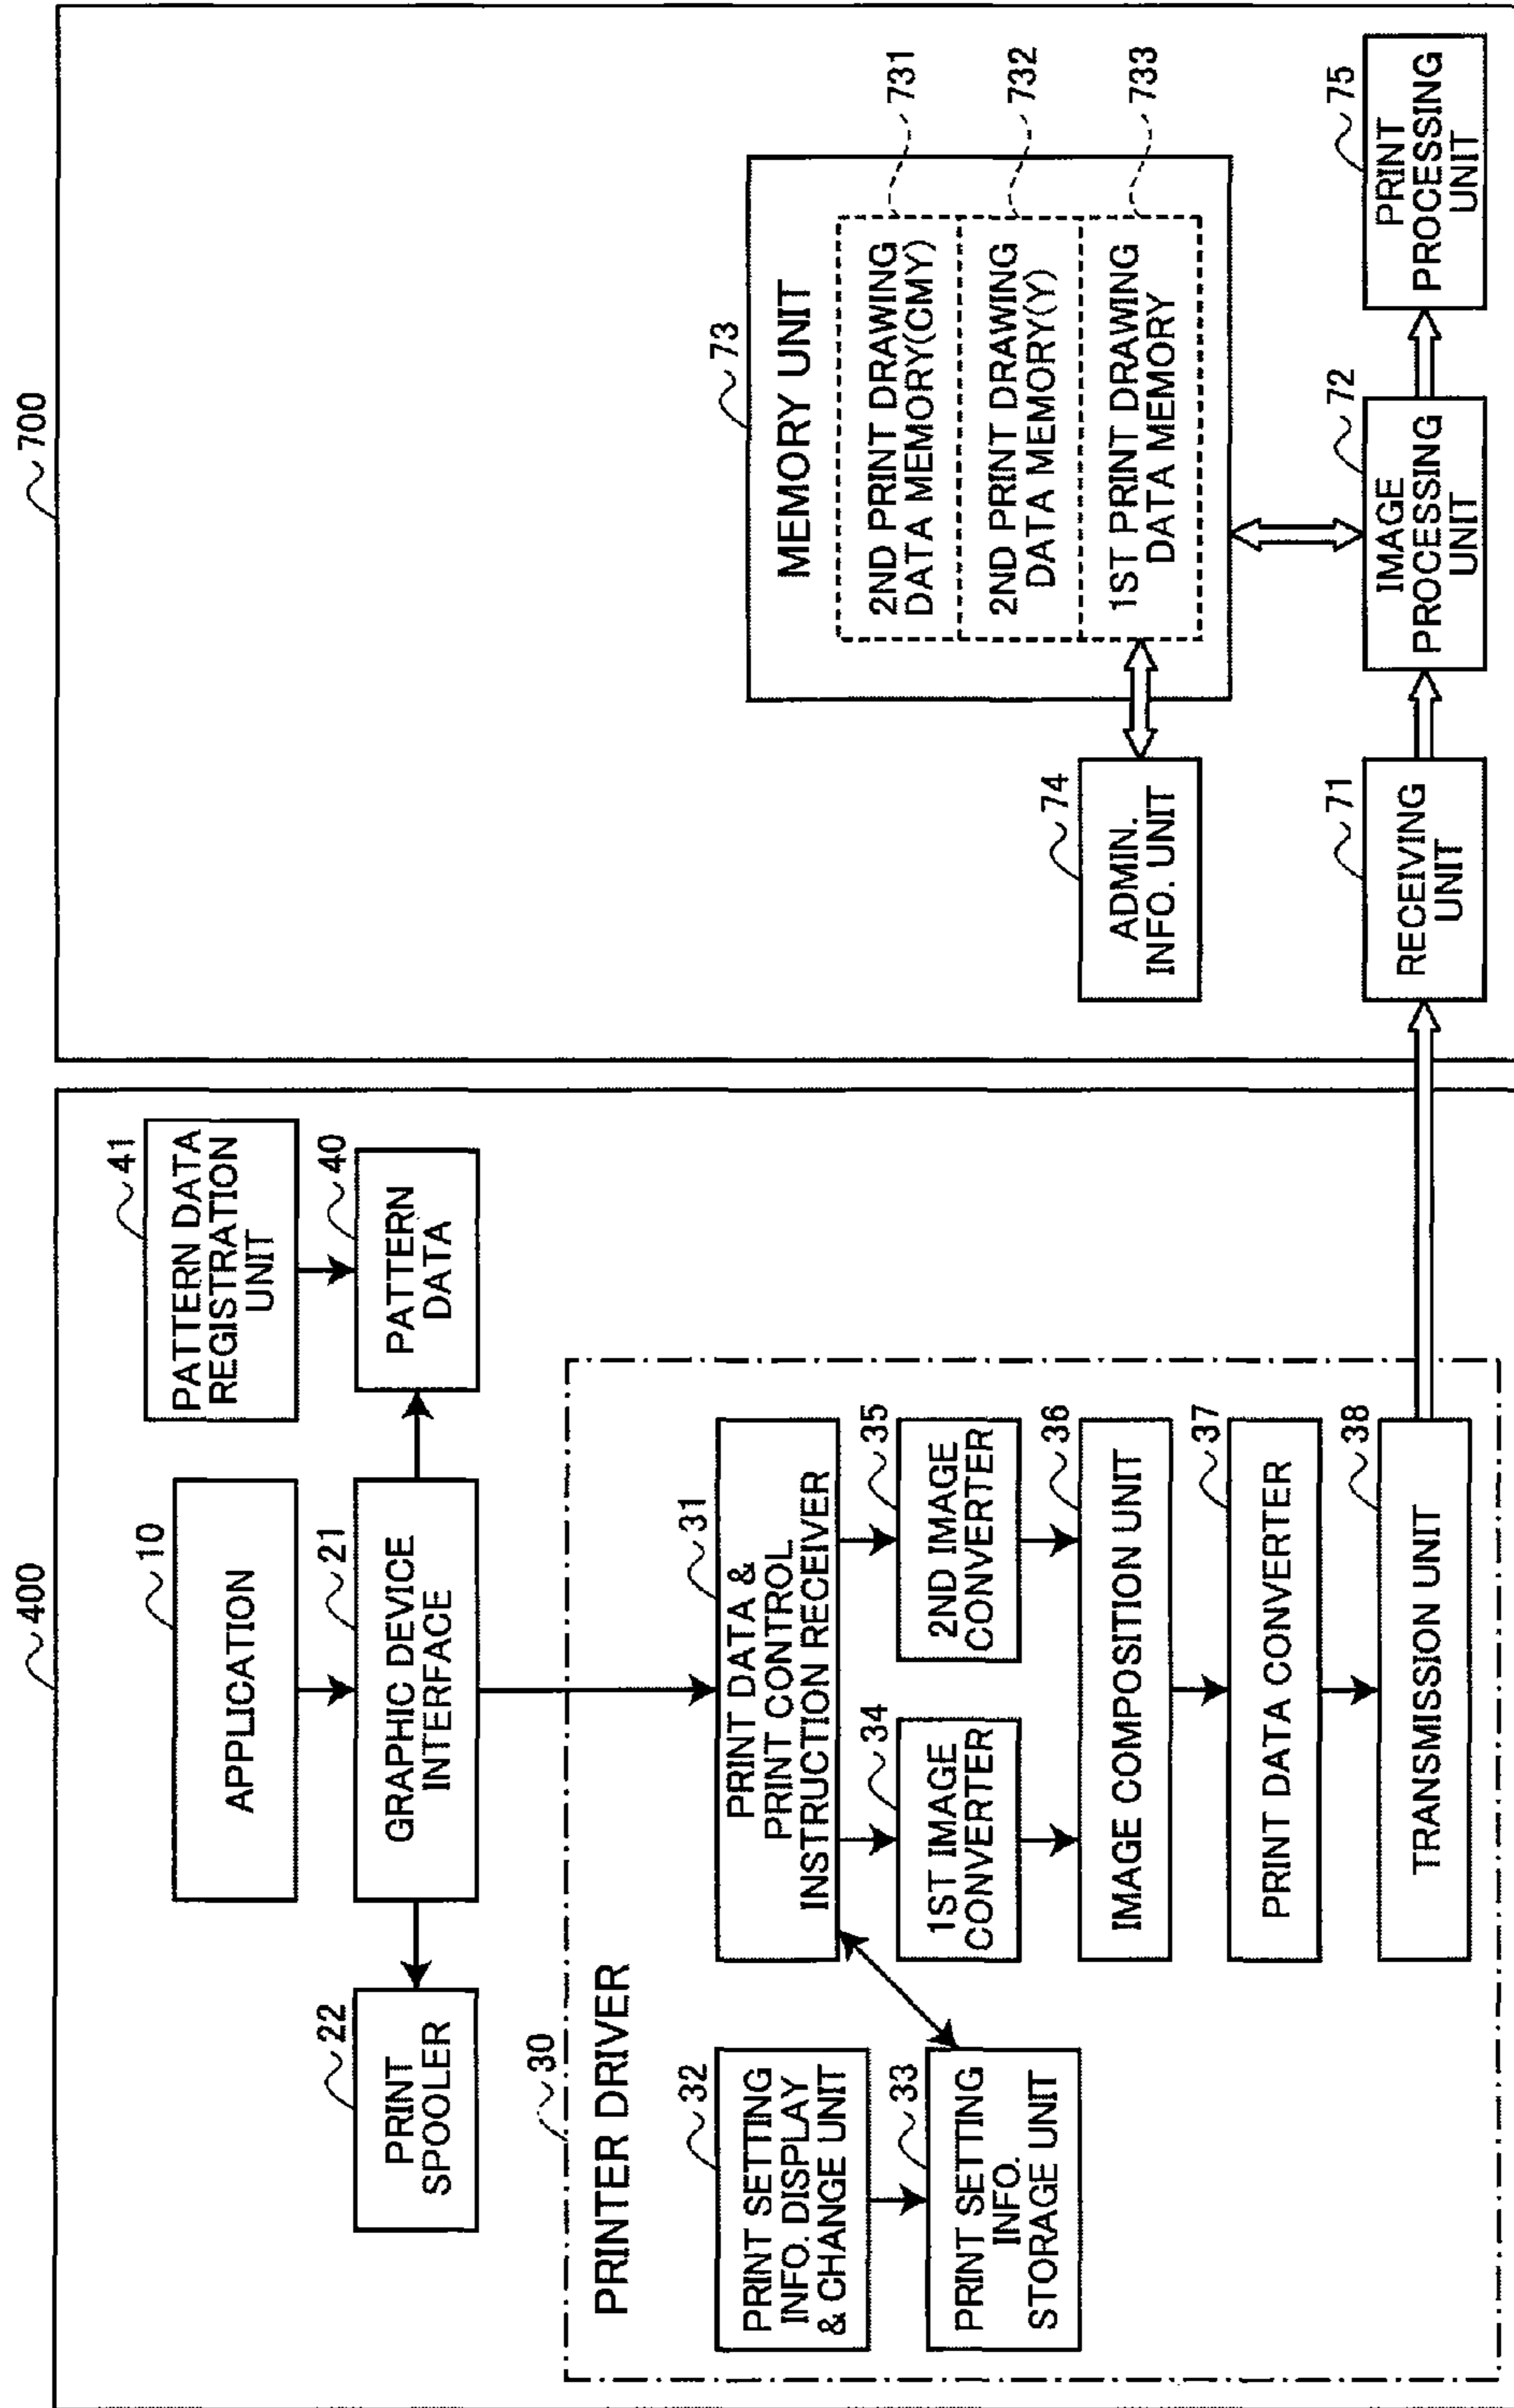 400
10
APPLICATION
41
PATTERN DATA
REGISTRATION
UNIT
22
PRINT
SPOOLER
21
GRAPHIC DEVICE
INTERFACE
40
PATTERN
DATA
30
PRINTER DRIVER
32
PRINT SETTING
INFO. DISPLAY
& CHANGE UNIT
33
PRINT SETTING
INFO.
STORAGE UNIT
31
PRINT DATA &
PRINT CONTROL
INSTRUCTION RECEIVER
34
1ST IMAGE
CONVERTER
35
2ND IMAGE
CONVERTER
36
IMAGE COMPOSITION UNIT
37
PRINT DATA CONVERTER
38
TRANSMISSION UNIT
700
73
MEMORY UNIT
2ND PRINT DRAWING
DATA MEMORY(CMY)
731
2ND PRINT DRAWING
DATA MEMORY(Y)
732
1ST PRINT DRAWING
DATA MEMORY
733
74
ADMIN.
INFO. UNIT
71
RECEIVING
UNIT
72
IMAGE
PROCESSING
UNIT
75
PRINT
PROCESSING
UNIT